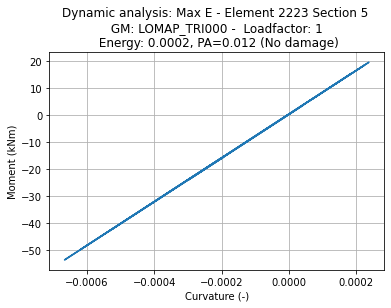 Dynamic analysis: Max E - Element 2223 Section 5
GM: LOMAP_TRI000 -  Loadfactor: 1
Energy: 0.0002, PA=0.012 (No damage)
20
10
0
−10
−20
−30
−40
−50
Moment (kNm)
−0.0006
−0.0004
−0.0002
0.0000
0.0002
Curvature (-)